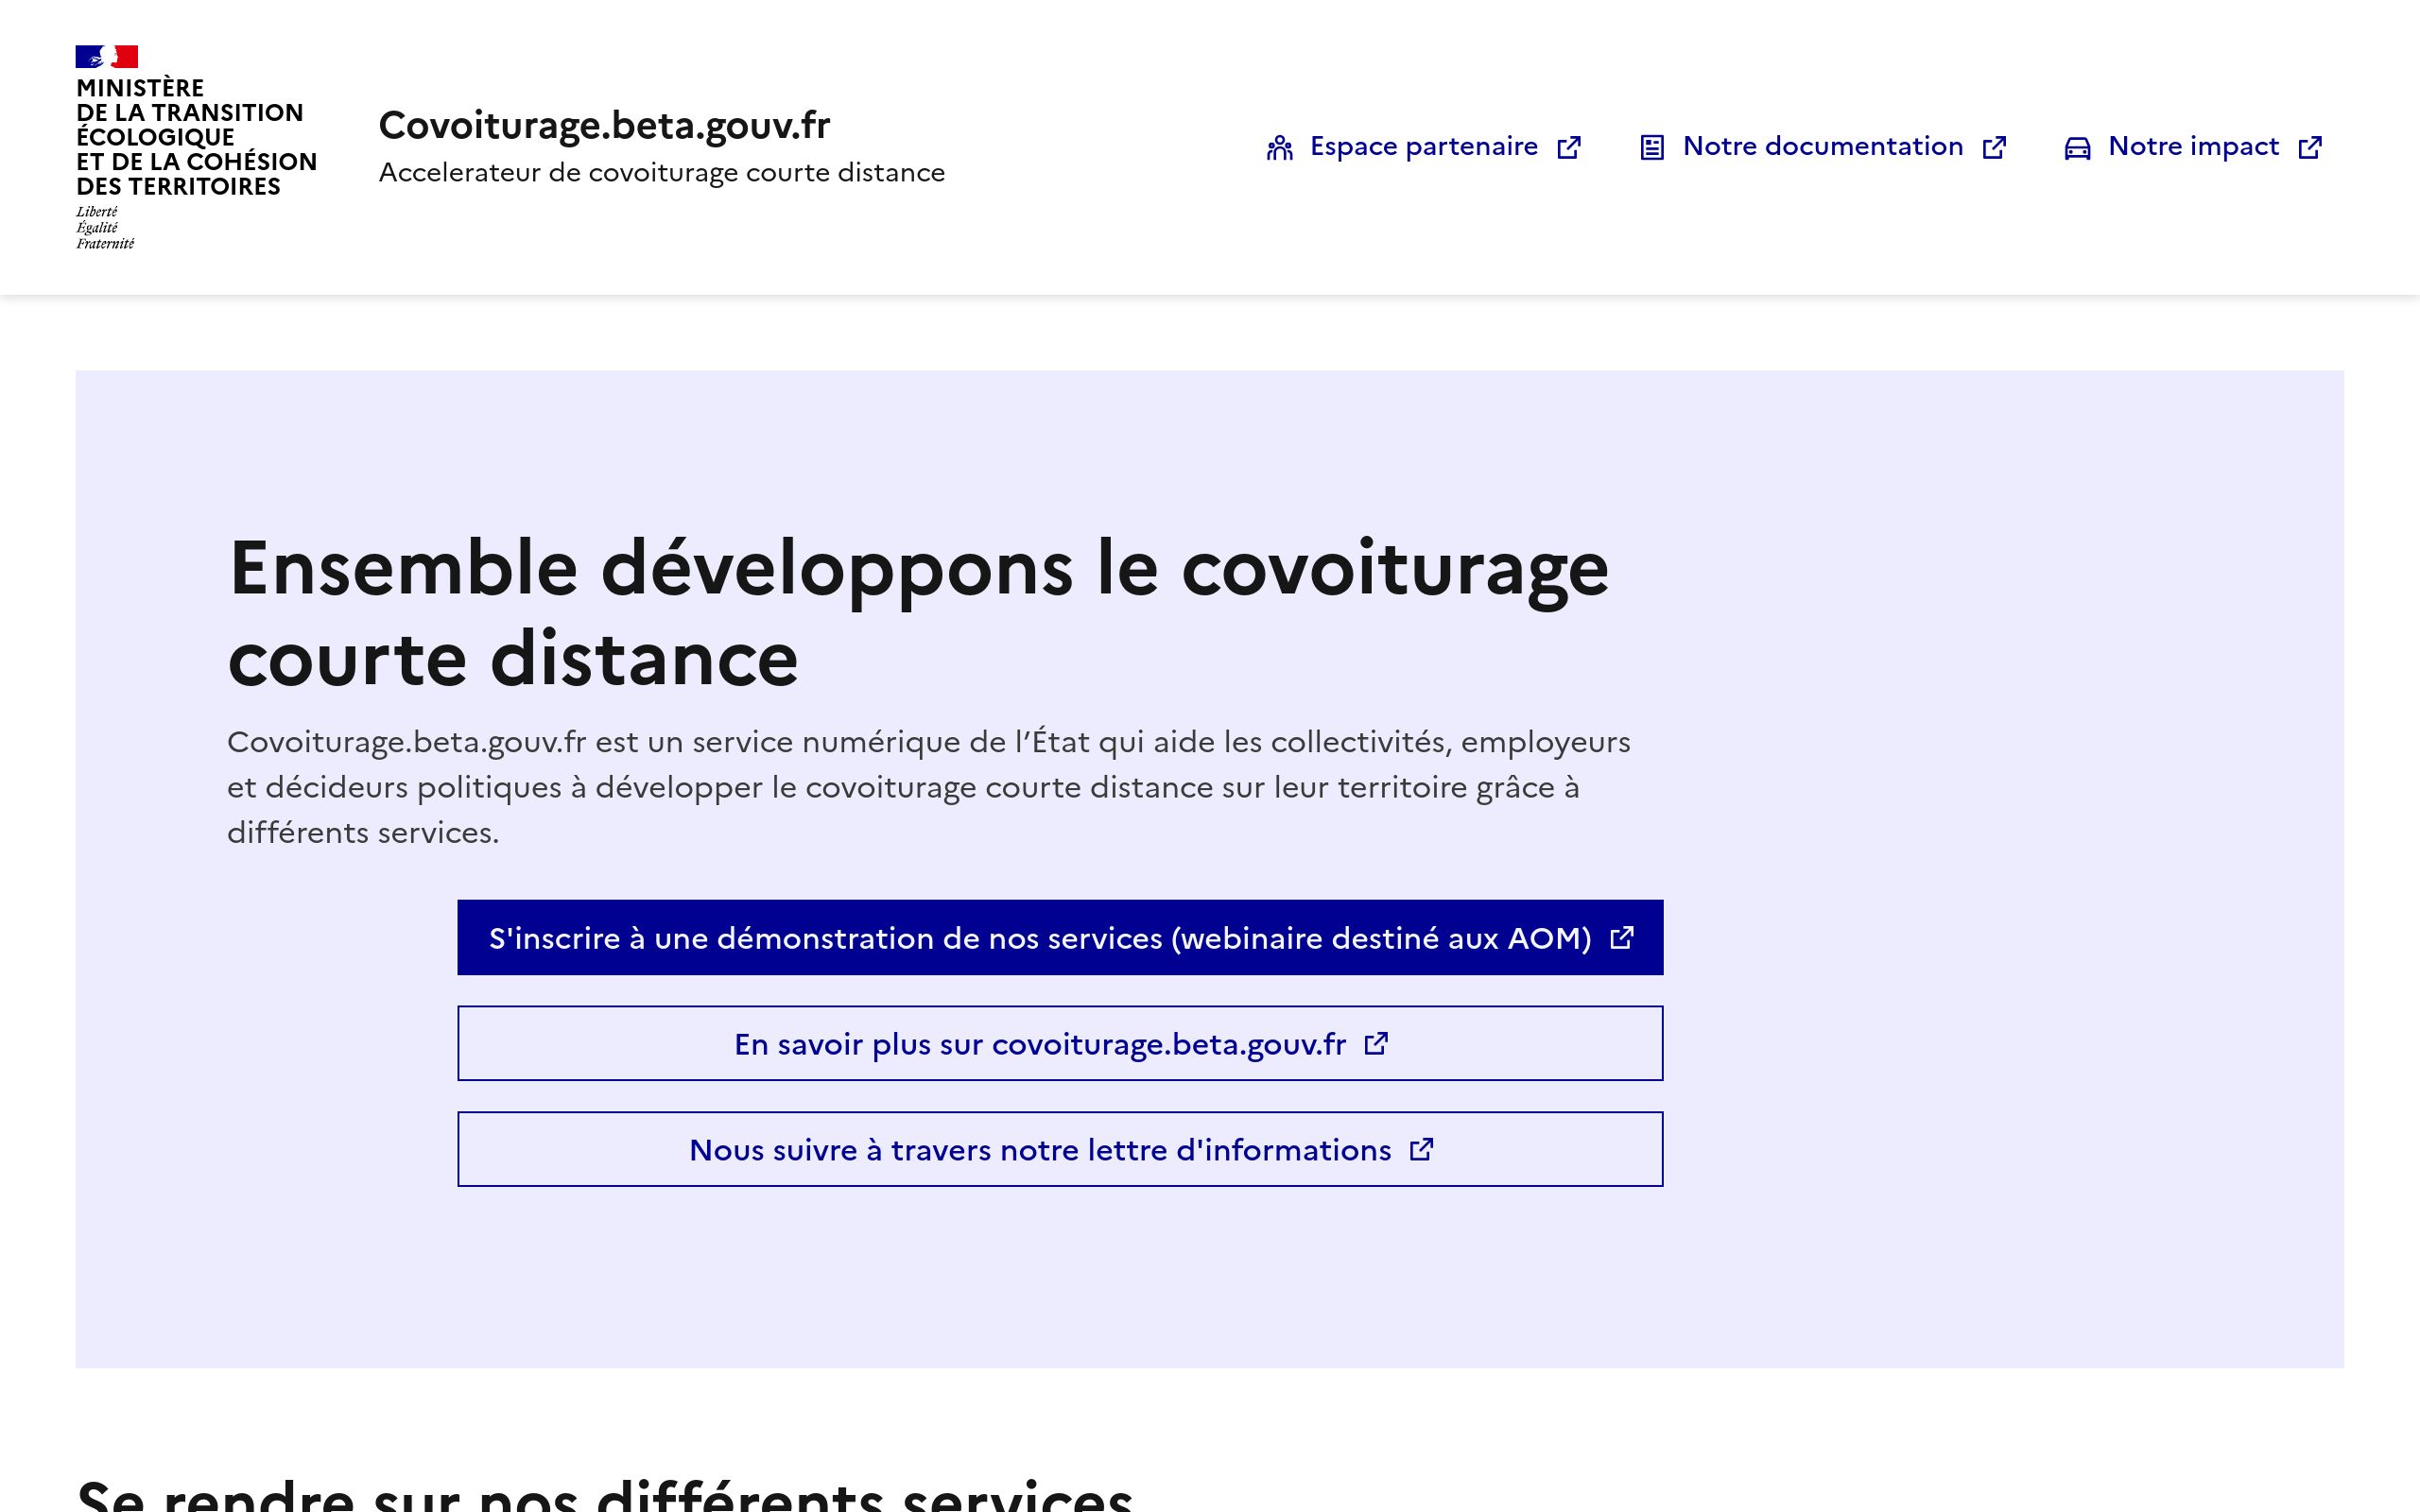 MINISTÈRE
DE LA TRANSITION
ÉCOLOGIQUE
ET DE LA COHÉSION
DES TERRITOIRES
Liberté
Égalité
Fraternité
Covoiturage.beta.gouv.fr
Accelerateur de covoiturage courte distance
Espace partenaire
Notre documentation
Notre impact
Ensemble développons le covoiturage
courte distance
Covoiturage.beta.gouv.fr est un service numérique de l’État qui aide les collectivités, employeurs
et décideurs politiques à développer le covoiturage courte distance sur leur territoire grâce à
différents services.
S'inscrire à une démonstration de nos services (webinaire destiné aux AOM)
En savoir plus sur covoiturage.beta.gouv.fr
Nous suivre à travers notre lettre d'informations
Se rendre sur nos différents services